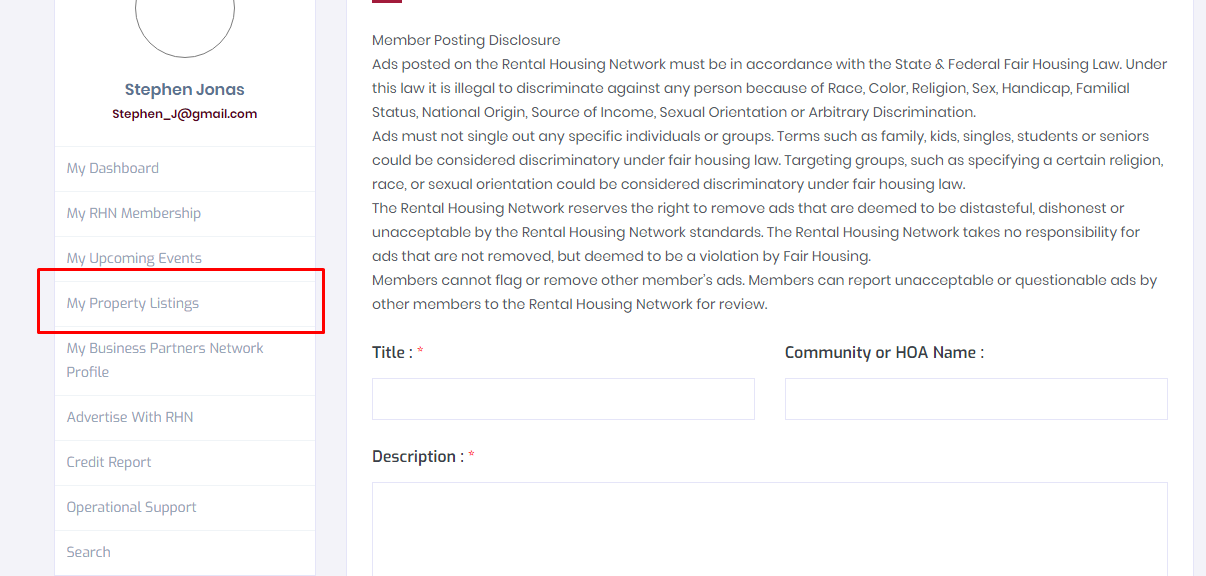 Stephen Jonas
Stephen_J@gmail.com
My Dashboard
My RHN Membership
My Upcoming Events
My Property Listings
My Business Partners Network
Profile
Advertise With RHN
Credit Report
Operational Support
Search
Member Posting Disclosure
Ads posted on the Rental Housing Network must be in accordance with the State & Federal Fair Housing Law. Under
this law it is illegal to discriminate against any person because of Race, Color, Religion, Sex, Handicap, Familial
Status, National Origin, Source of Income, Sexual Orientation or Arbitrary Discrimination.
Ads must not single out any specific individuals or groups. Terms such as family, kids, singles, students or seniors
could be considered discriminatory under fair housing law. Targeting groups, such as specifying a certain religion,
race, or sexual orientation could be considered discriminatory under fair housing law.
The Rental Housing Network reserves the right to remove ads that are deemed to be distasteful, dishonest or
unacceptable by the Rental Housing Network standards. The Rental Housing Network takes no responsibility for
ads that are not removed, but deemed to be a violation by Fair Housing.
Members cannot flag or remove other member's ads. Members can report unacceptable or questionable ads by
other members to the Rental Housing Network for review.
Title : *
Community or HOA Name :
Description : *